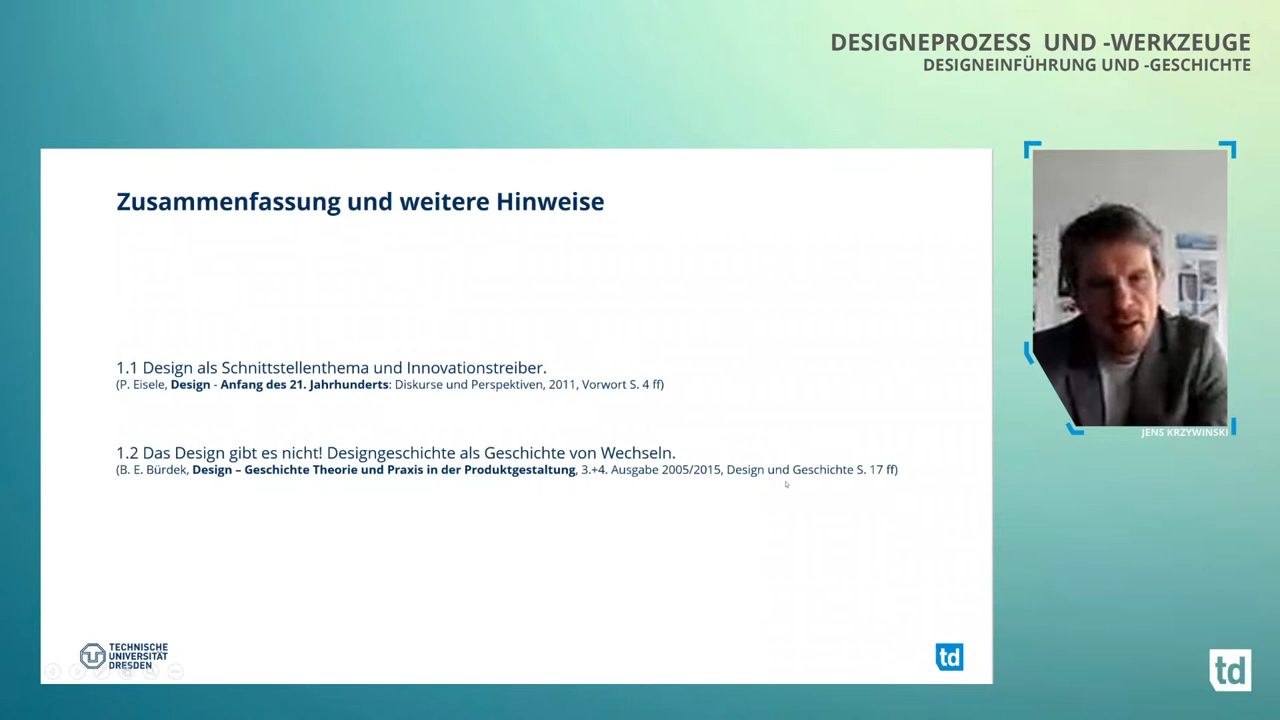 DESIGNEPROZESS UND -WERKZEUGE
DESIGNEINFÜHRUNG UND -GESCHICHTE
Zusammenfassung und weitere Hinweise
1.1 Design als Schnittstellenthema und Innovationstreiber.
(P. Eisele, Design - Anfang des 21. Jahrhunderts: Diskurse und Perspektiven, 2011, Vorwort S. 4 ff)
1.2 Das Design gibt es nicht! Designgeschichte als Geschichte von Wechseln.
(B. E. Bürdek, Design – Geschichte Theorie und Praxis in der Produktgestaltung, 3.+4. Ausgabe 2005/2015, Design und Geschichte S. 17 ff)
JENS KRZYWINSKI
TECHNISCHE
UNIVERSITÄT
DRESDEN
td
td